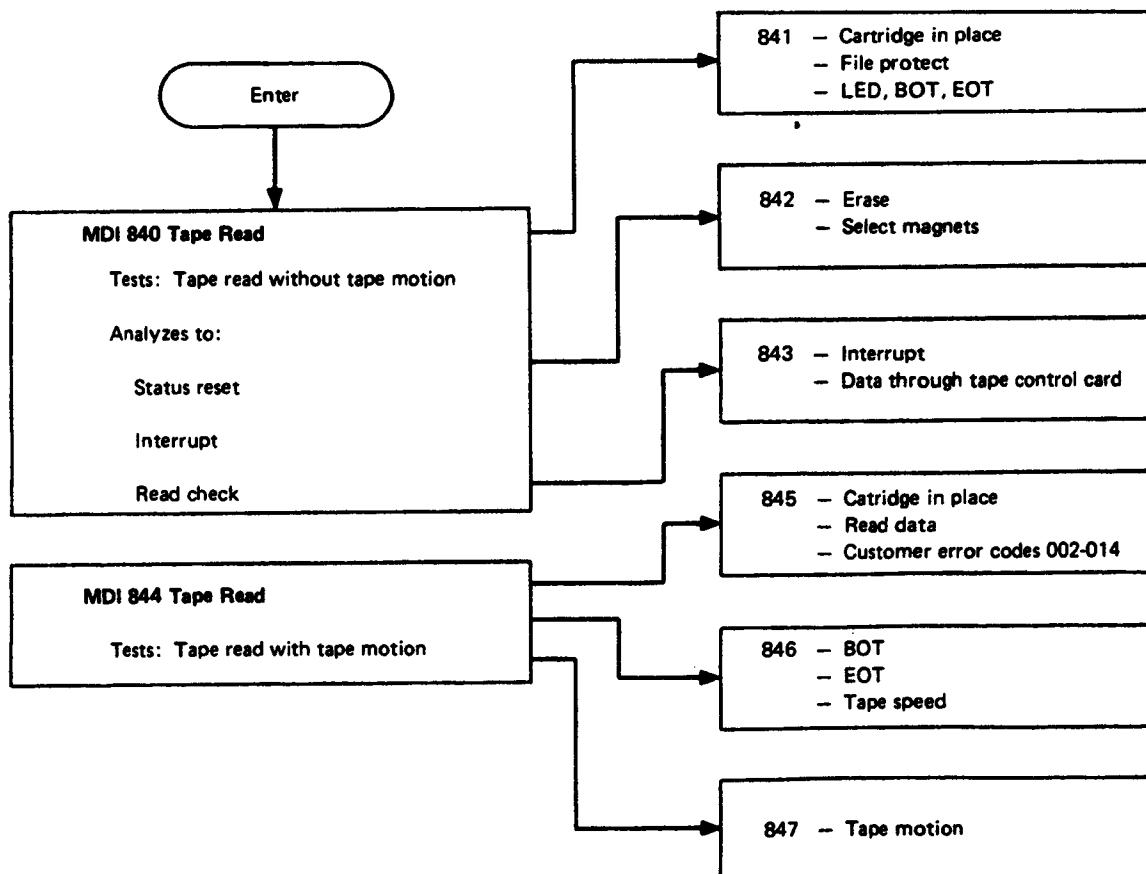 Enter
MDI 840 Tape Read
Tests: Tape read without tape motion
Analyzes to:
Status reset
Interrupt
Read check
MDI 844 Tape Read
Tests: Tape read with tape motion
841 – Cartridge in place
– File protect
– LED, BOT, EOT
842 – Erase
– Select magnets
843 – Interrupt
– Data through tape control card
845 – Catridge in place
– Read data
– Customer error codes 002-014
846 – BOT
– EOT
– Tape speed
847 – Tape motion